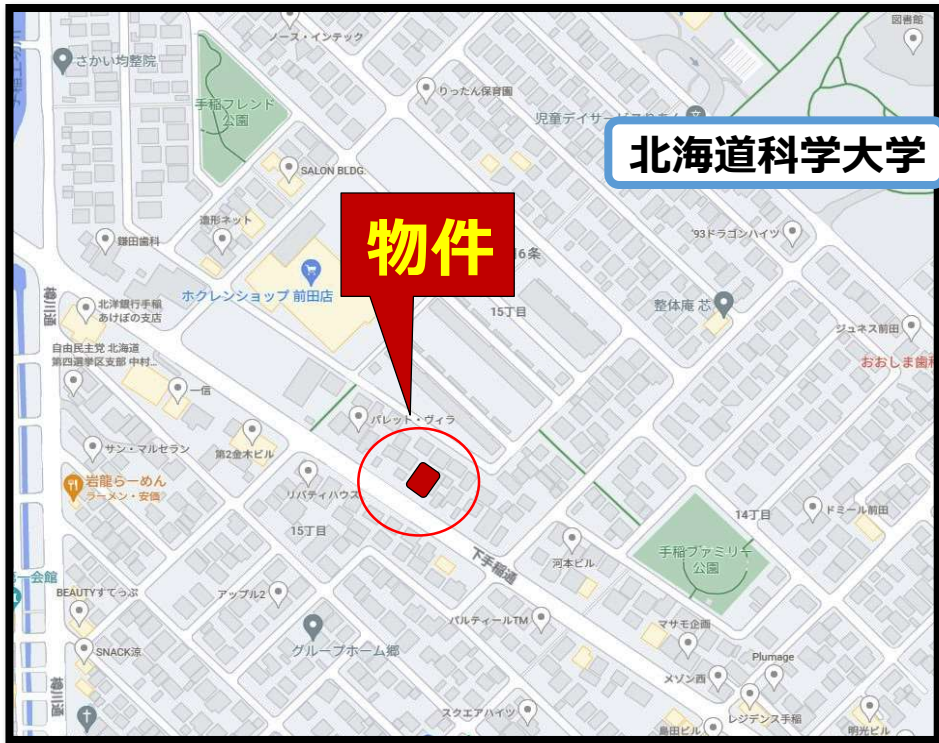 図書館
ノース・インテック
さかい均整院
りったん保育園
手稲フレンド
公園
児童デイサービス
北海道科学大学
SALON BLDG.
物件
造形ネット
'93ドラゴンハイツ
鎌田歯科
6条
ホクレンショップ 前田店
整体庵 芯
樽川通
北洋銀行手稲
あけぼの支店
15丁目
ジュネス前田
自由民主党 北海道
第四選挙区支部 中村...
おおしま歯科
一信
パレット・ヴィラ
サン・マルセラン
第2金木ビル
岩龍らーめん
ラーメン・安価
リバティハウス
14丁目
ドミール前田
15丁目
下手稲通
河本ビル
手稲ファミリー
公園
会館
BEAUTYすてっぷ
アップル2
パルティールTM
マサモ企画
SNACK涼
グループホーム郷
Plumage
メゾン西
樽川通
スクエアハイツ
レジデンス手稲
島田ビル
明光ビル